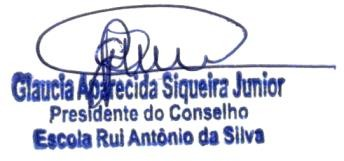 Glaucia Aparecida Siqueira Junior
Presidente do Conselho
Escola Rui Antônio da Silva